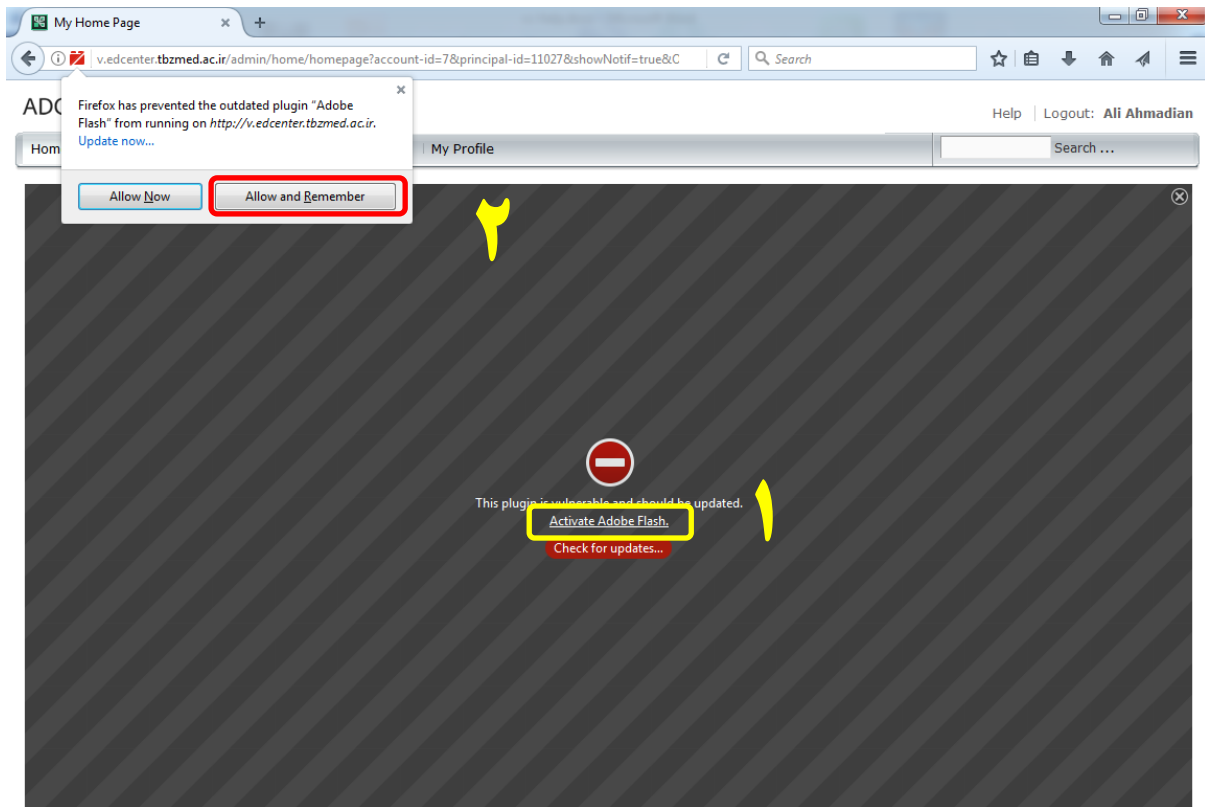 My Home Page
v.edcenter.tbzmed.ac.ir/admin/home/homepage?account-id=7&principal-id=11027&showNotif=true&C
Search
Firefox has prevented the outdated plugin "Adobe
Flash" from running on http://v.edcenter.tbzmed.ac.ir.
Update now...
Allow Now
Allow and Remember
Help
Logout: Ali Ahmadian
My Profile
Search ...
۲
This plugin is vulnerable and should be updated.
Activate Adobe Flash.
Check for updates...
۱